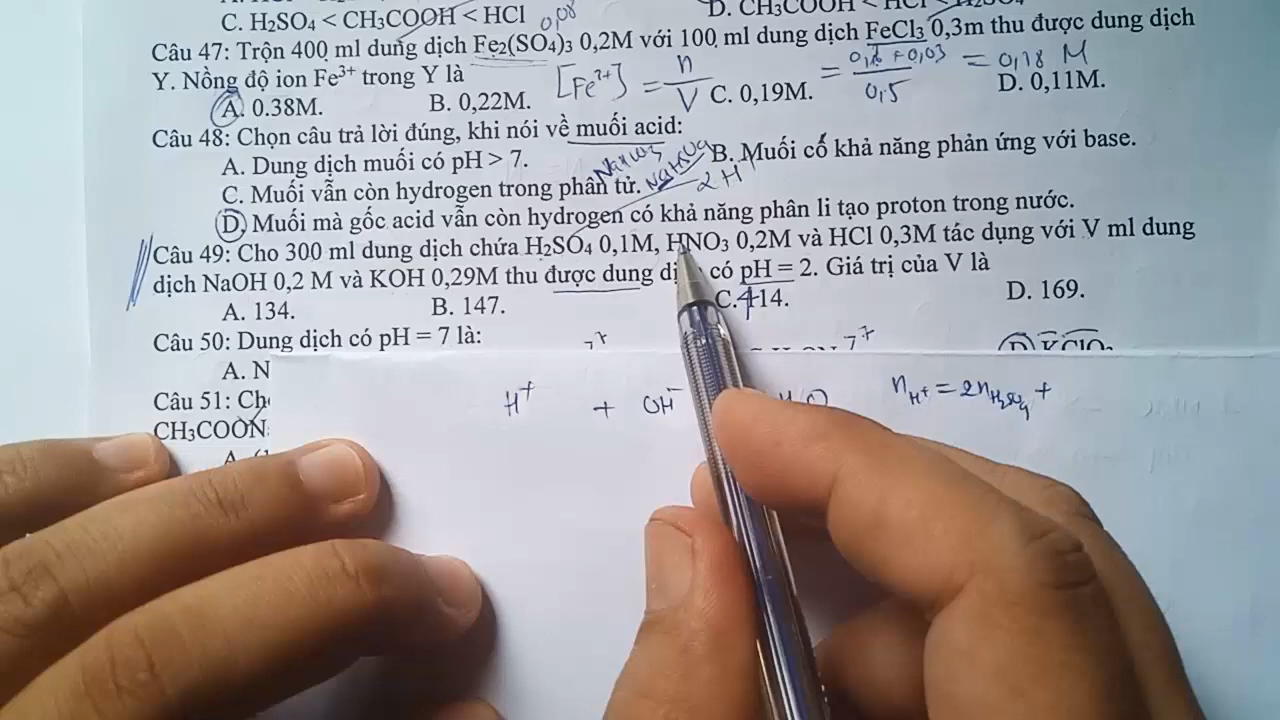 C. H₂SO₄ < CH₃COOH < HCl 0,08 D. CH₃COOH < HCl < H₂SO₄
Câu 47: Trộn 400 ml dung dịch Fe₂(SO₄)₃ 0,2M với 100 ml dung dịch FeCl₃ 0,3m thu được dung dịch
Y. Nồng độ ion Fe³⁺ trong Y là [Fe³⁺] = n/V = 0,16 + 0,03 / 0,5 = 0,38 M
A. 0.38M. B. 0,22M. C. 0,19M. D. 0,11M.
Câu 48: Chọn câu trả lời đúng, khi nói về muối acid:
A. Dung dịch muối có pH > 7. B. Muối cố khả năng phản ứng với base.
C. Muối vẫn còn hydrogen trong phân tử. 2H
D. Muối mà gốc acid vẫn còn hydrogen có khả năng phân li tạo proton trong nước.
Câu 49: Cho 300 ml dung dịch chứa H₂SO₄ 0,1M, HNO₃ 0,2M và HCl 0,3M tác dụng với V ml dung
dịch NaOH 0,2 M và KOH 0,29M thu được dung có pH = 2. Giá trị của V là
A. 134. B. 147. C. 414. D. 169.
Câu 50: Dung dịch có pH = 7 là:
A. N
Câu 51:
CH₃COON
H⁺ + OH⁻ n_H⁺ = 2n_H₂SO₄ +